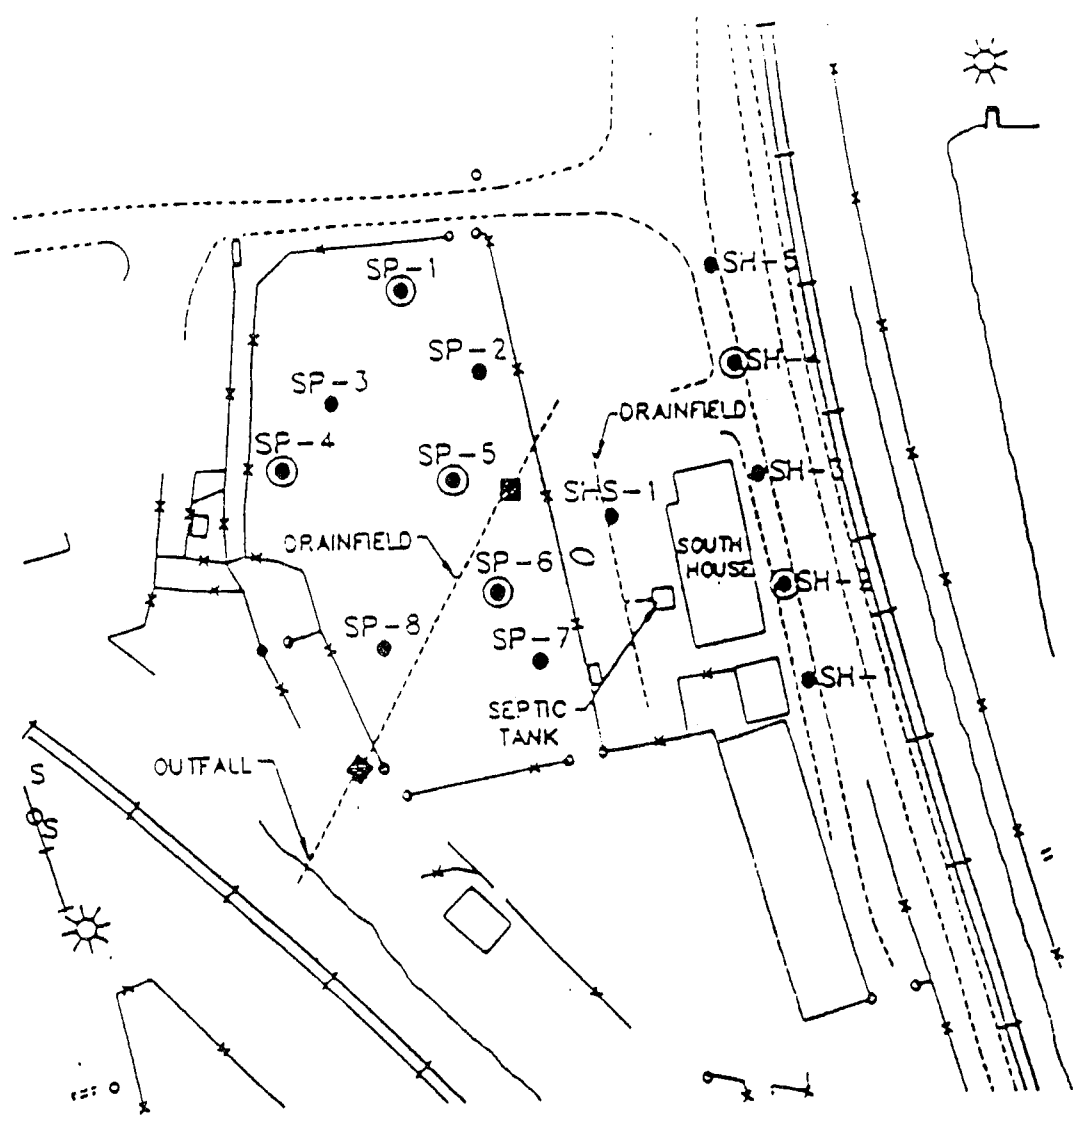 SP-1
SH-5
SP-2
SH-4
SP-3
DRAINFIELD
SP-4
SP-5
SH-3
SHS-1
DRAINFIELD
SOUTH
HOUSE
SP-6
SH-2
SP-8
SP-7
SH-1
SEPTIC
TANK
OUTFALL
S
S